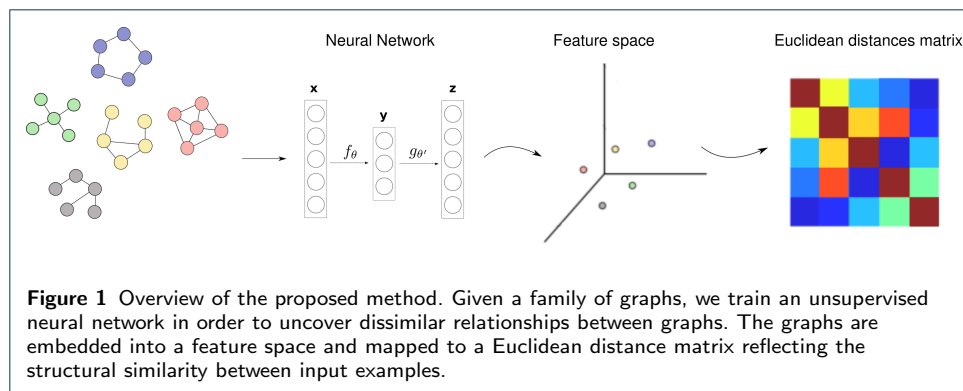 Neural Network
Feature space
Euclidean distances matrix
x
y
z
fθ
gθ′
Figure 1 Overview of the proposed method. Given a family of graphs, we train an unsupervised
neural network in order to uncover dissimilar relationships between graphs. The graphs are
embedded into a feature space and mapped to a Euclidean distance matrix reflecting the
structural similarity between input examples.